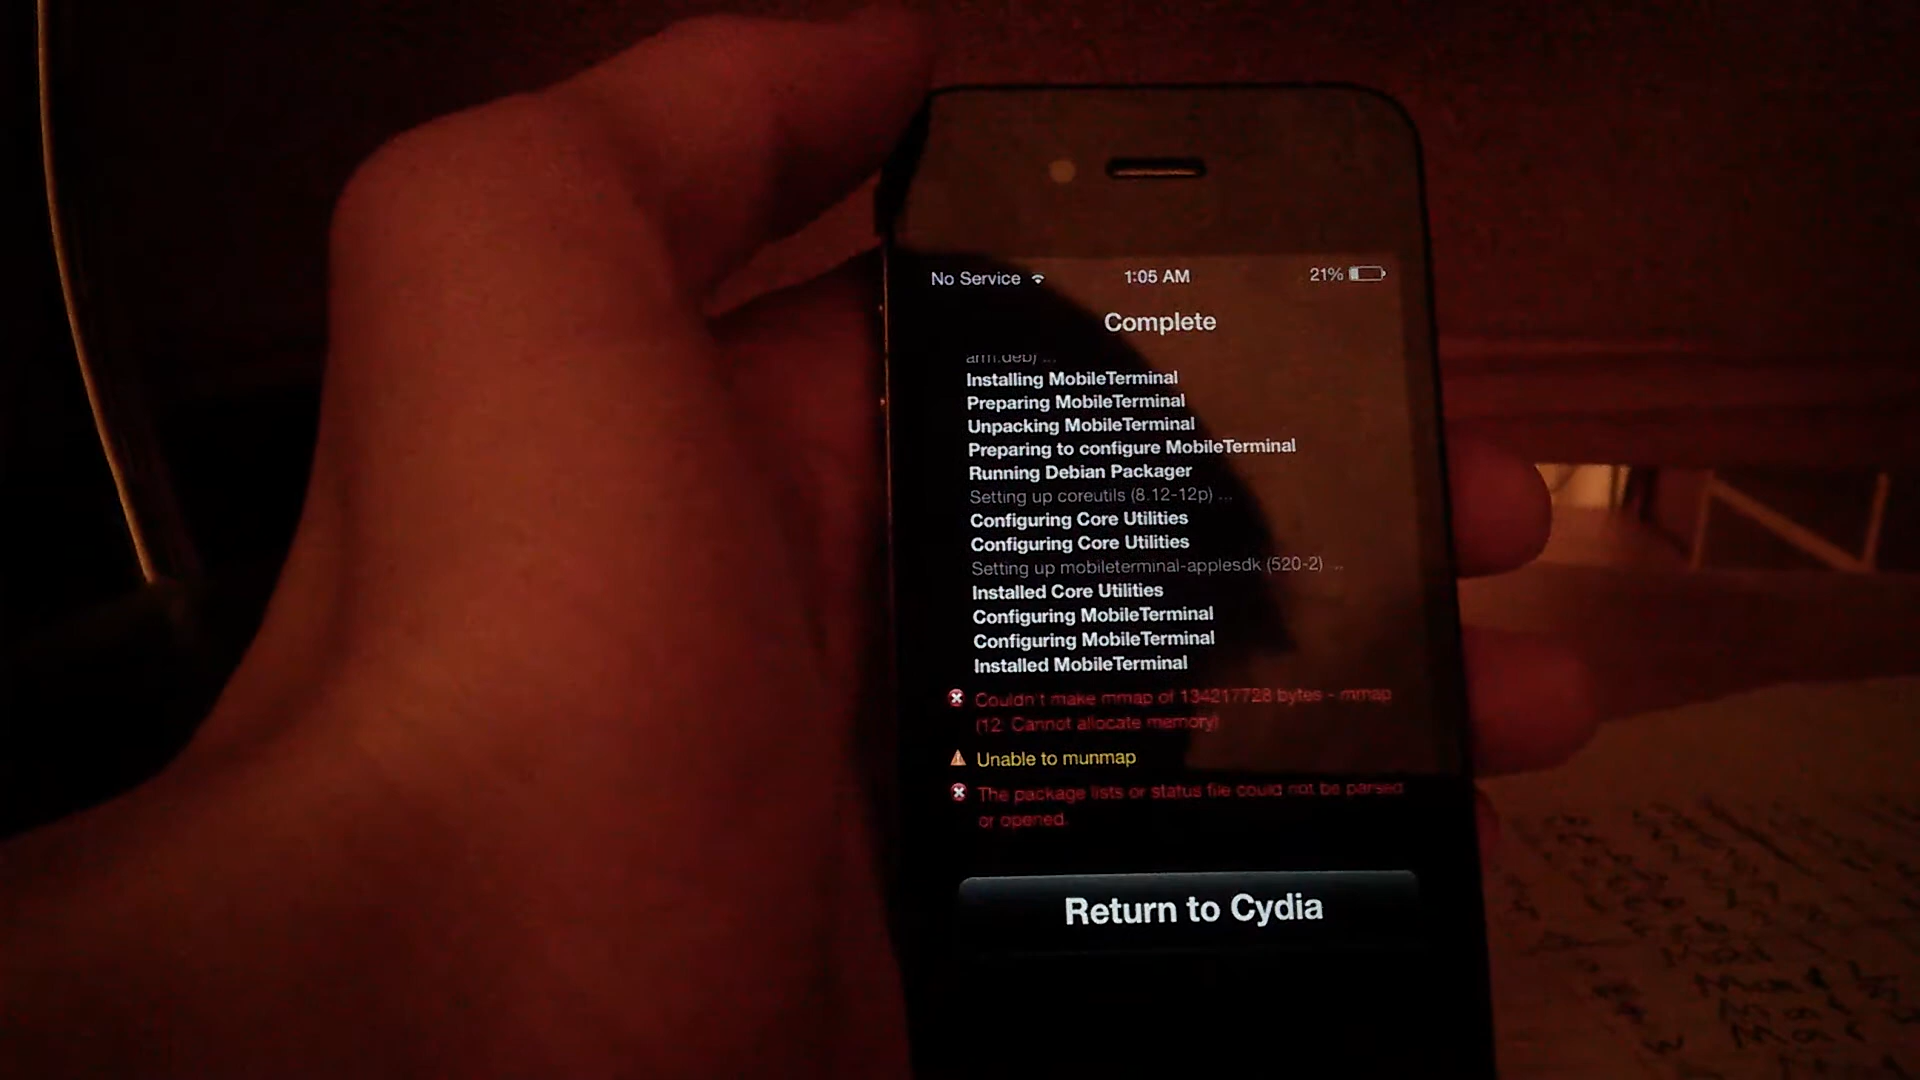 No Service 1:05 AM 21%
Complete
arm.deb) ...
Installing MobileTerminal
Preparing MobileTerminal
Unpacking MobileTerminal
Preparing to configure MobileTerminal
Running Debian Packager
Setting up coreutils (8.12-12p) ...
Configuring Core Utilities
Configuring Core Utilities
Setting up mobileterminal-applesdk (520-2) ...
Installed Core Utilities
Configuring MobileTerminal
Configuring MobileTerminal
Installed MobileTerminal
Couldn't make mmap of 134217728 bytes - mmap
(12: Cannot allocate memory)
Unable to munmap
The package lists or status file could not be parsed
or opened.
Return to Cydia